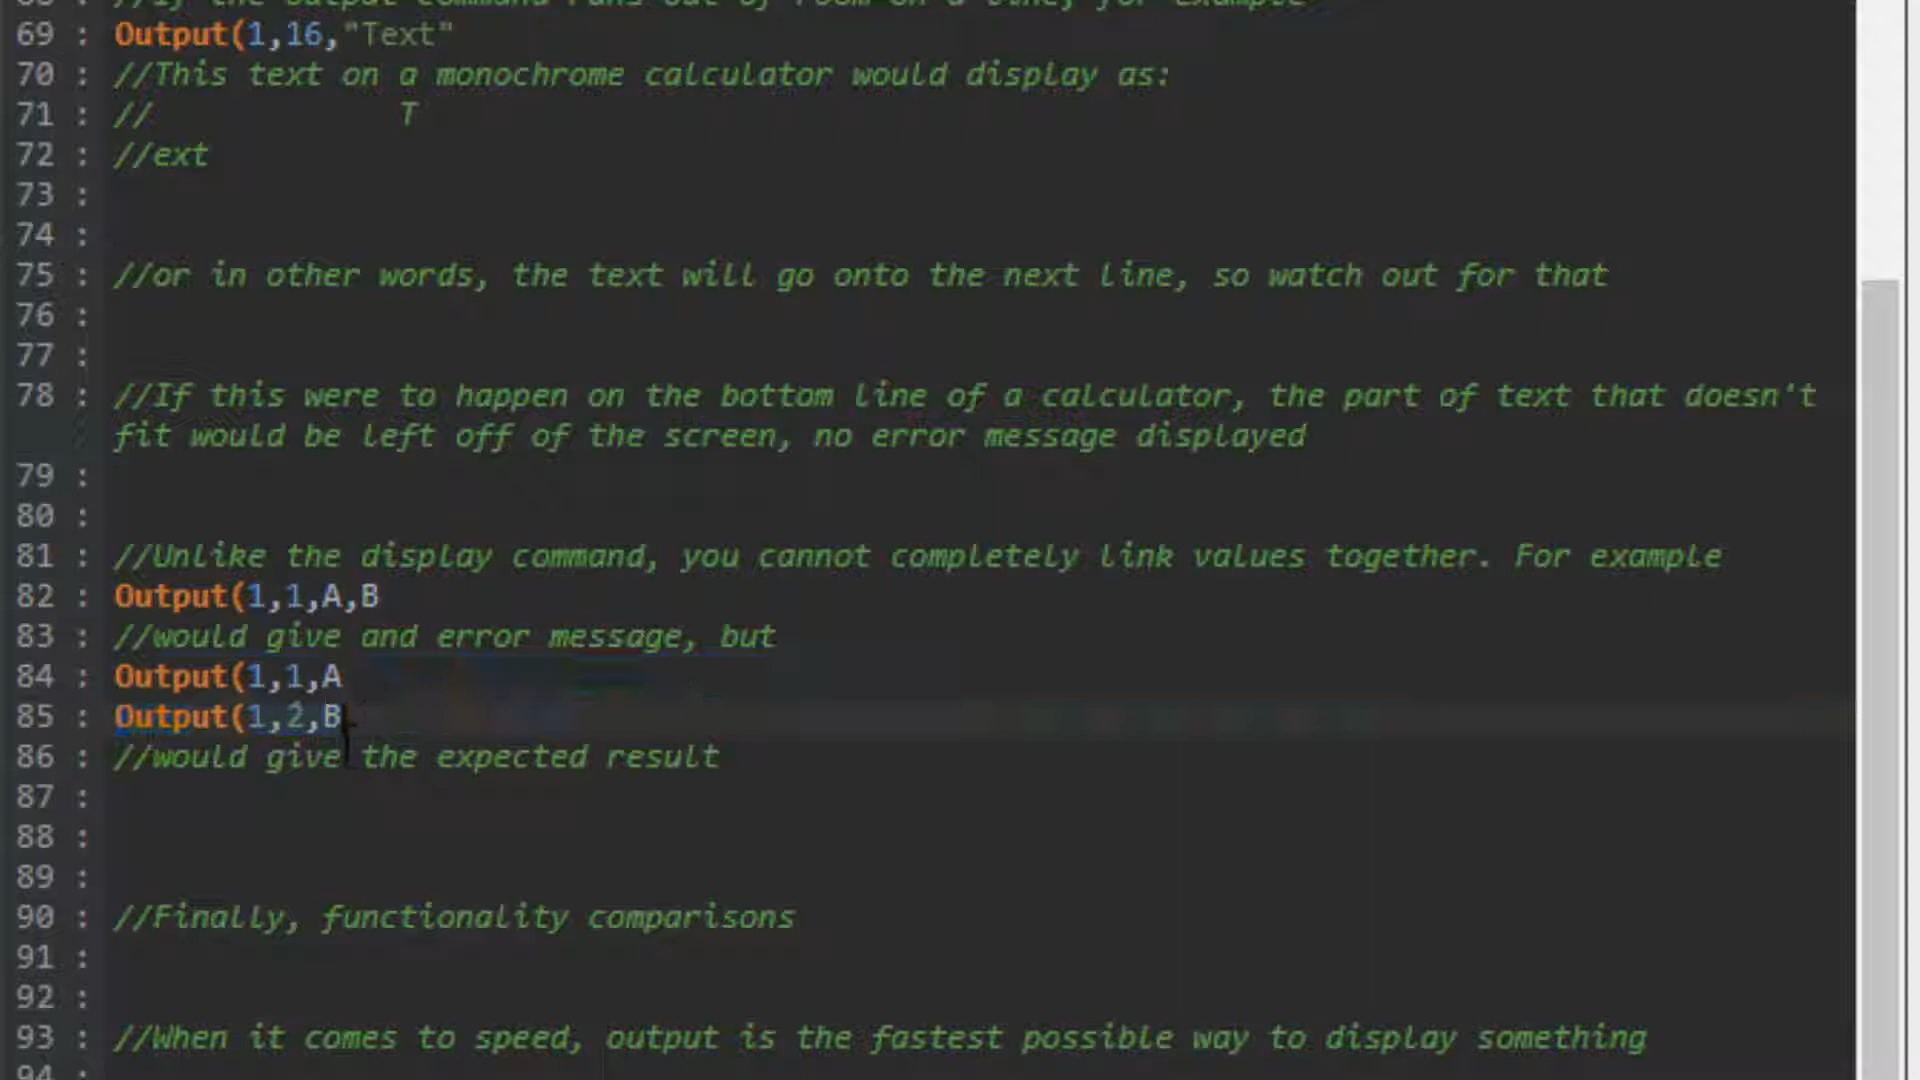 69 : Output(1,16,"Text"
70 : //This text on a monochrome calculator would display as:
71 : //             T
72 : //ext
73 :
74 :
75 : //or in other words, the text will go onto the next line, so watch out for that
76 :
77 :
78 : //If this were to happen on the bottom line of a calculator, the part of text that doesn't
fit would be left off of the screen, no error message displayed
79 :
80 :
81 : //Unlike the display command, you cannot completely link values together. For example
82 : Output(1,1,A,B
83 : //would give and error message, but
84 : Output(1,1,A
85 : Output(1,2,B
86 : //would give the expected result
87 :
88 :
89 :
90 : //Finally, functionality comparisons
91 :
92 :
93 : //When it comes to speed, output is the fastest possible way to display something
94 :